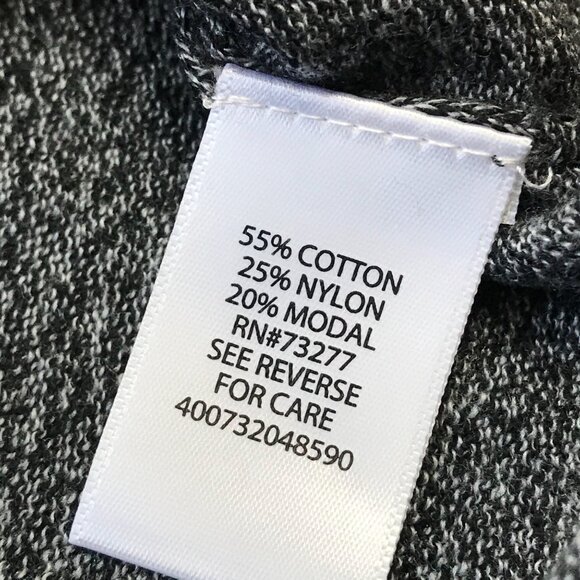 55% COTTON
25% NYLON
20% MODAL
RN#73277
SEE REVERSE
FOR CARE
400732048590